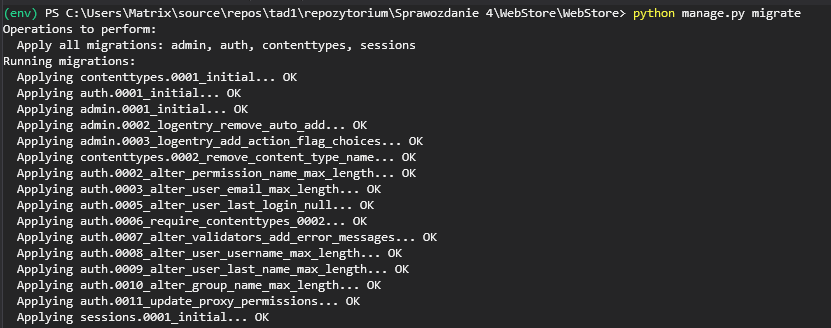 (env) PS C:\Users\Matrix\source\repos\tad1\repozytorium\Sprawozdanie 4\WebStore\WebStore> python manage.py migrate
Operations to perform:
  Apply all migrations: admin, auth, contenttypes, sessions
Running migrations:
  Applying contenttypes.0001_initial... OK
  Applying auth.0001_initial... OK
  Applying admin.0001_initial... OK
  Applying admin.0002_logentry_remove_auto_add... OK
  Applying admin.0003_logentry_add_action_flag_choices... OK
  Applying contenttypes.0002_remove_content_type_name... OK
  Applying auth.0002_alter_permission_name_max_length... OK
  Applying auth.0003_alter_user_email_max_length... OK
  Applying auth.0005_alter_user_last_login_null... OK
  Applying auth.0006_require_contenttypes_0002... OK
  Applying auth.0007_alter_validators_add_error_messages... OK
  Applying auth.0008_alter_user_username_max_length... OK
  Applying auth.0009_alter_user_last_name_max_length... OK
  Applying auth.0010_alter_group_name_max_length... OK
  Applying auth.0011_update_proxy_permissions... OK
  Applying sessions.0001_initial... OK